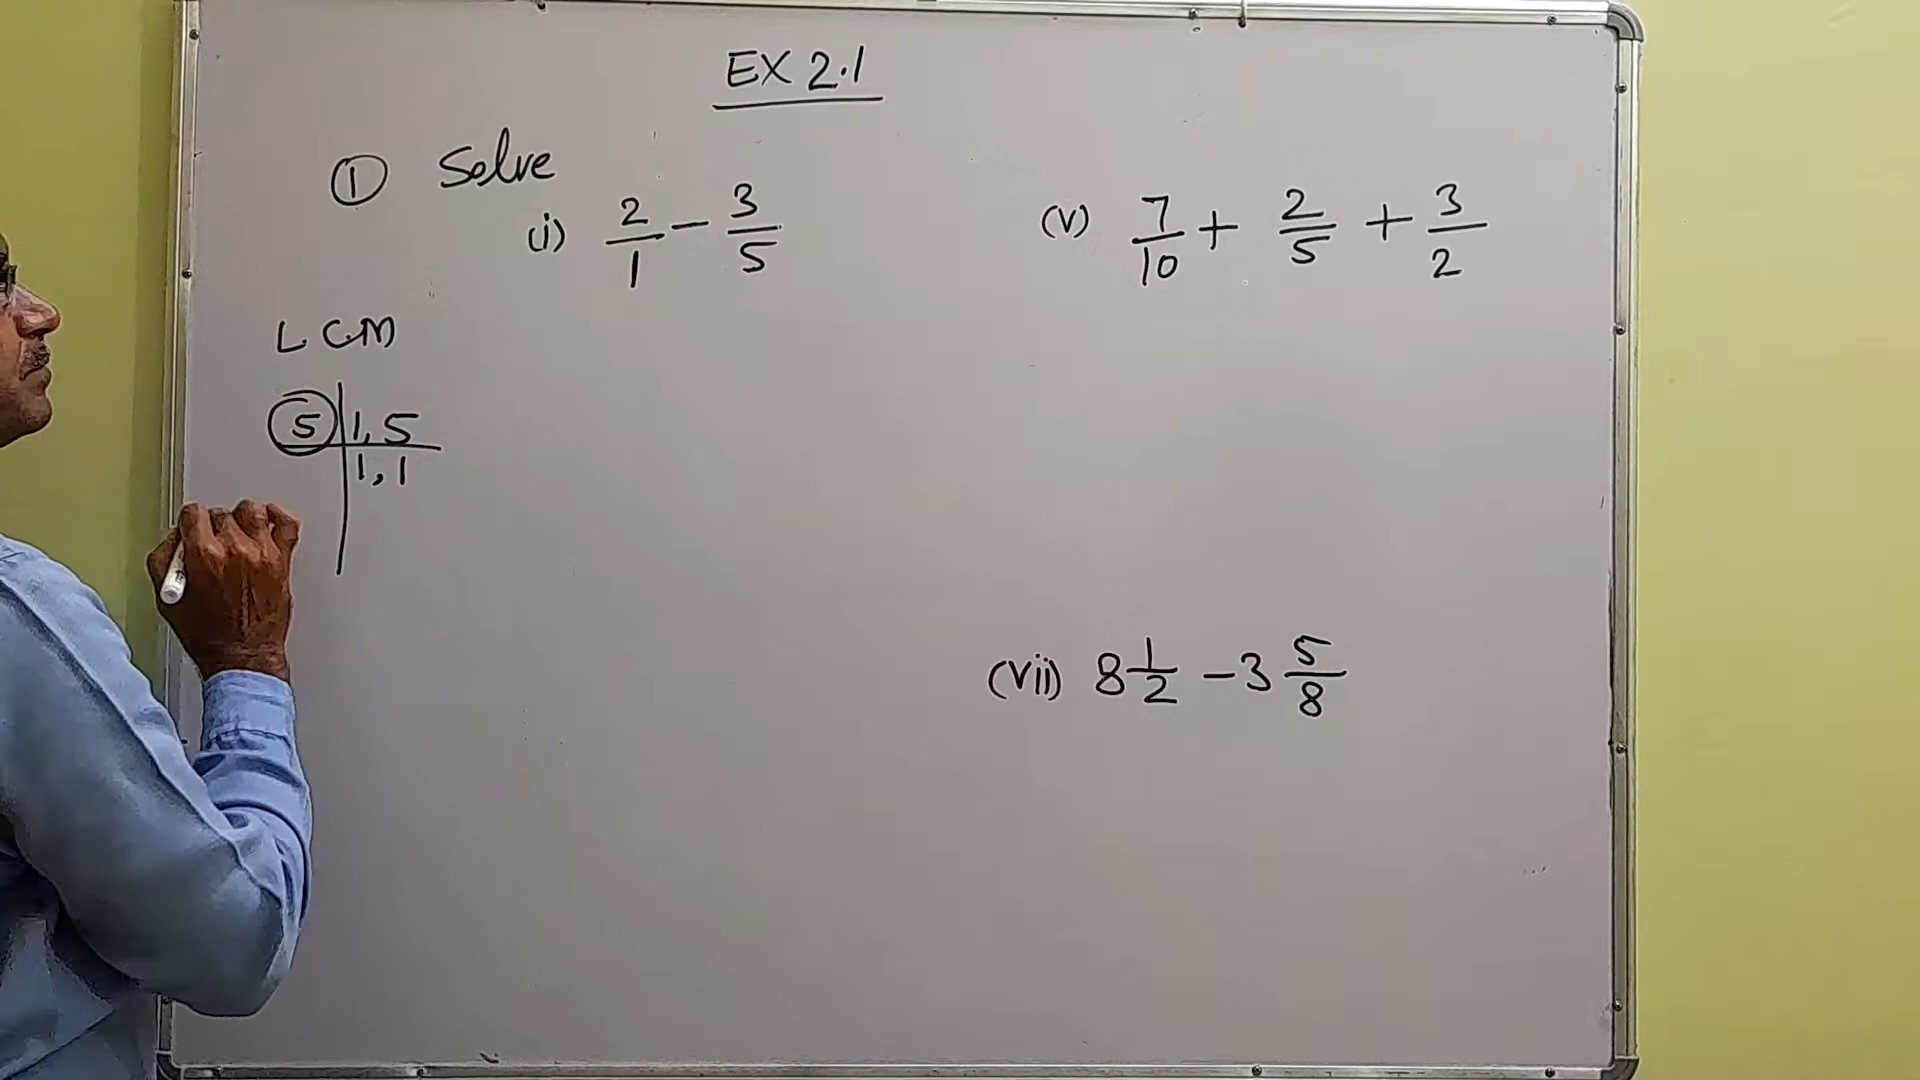 EX 2.1
① Solve
(i) 2/1 - 3/5
(v) 7/10 + 2/5 + 3/2
L.C.M
5 | 1, 5
1, 1
(vii) 8 1/2 - 3 5/8